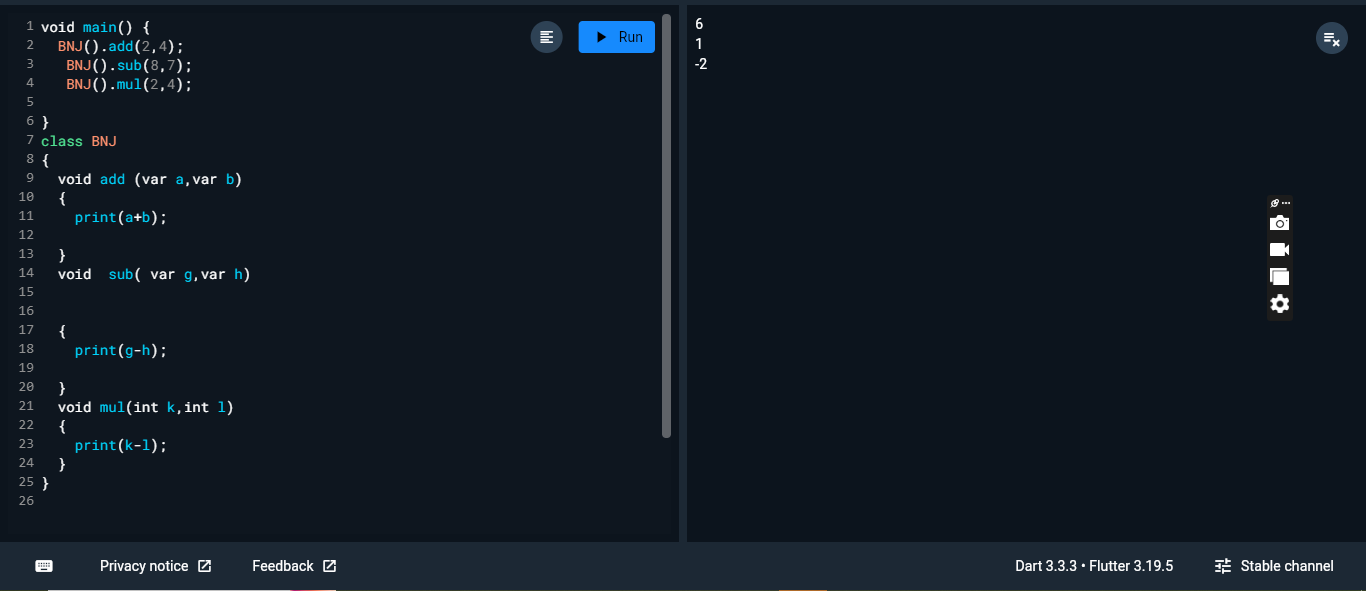 1 void main() {
2 BNJ().add(2,4);
3 BNJ().sub(8,7);
4 BNJ().mul(2,4);
5
6 }
7 class BNJ
8 {
9 void add (var a,var b)
10 {
11 print(a+b);
12
13 }
14 void  sub( var g,var h)
15
16
17 {
18 print(g-h);
19
20 }
21 void mul(int k,int l)
22 {
23 print(k-l);
24 }
25 }
26
Run
6
1
-2
Privacy notice
Feedback
Dart 3.3.3 • Flutter 3.19.5
Stable channel